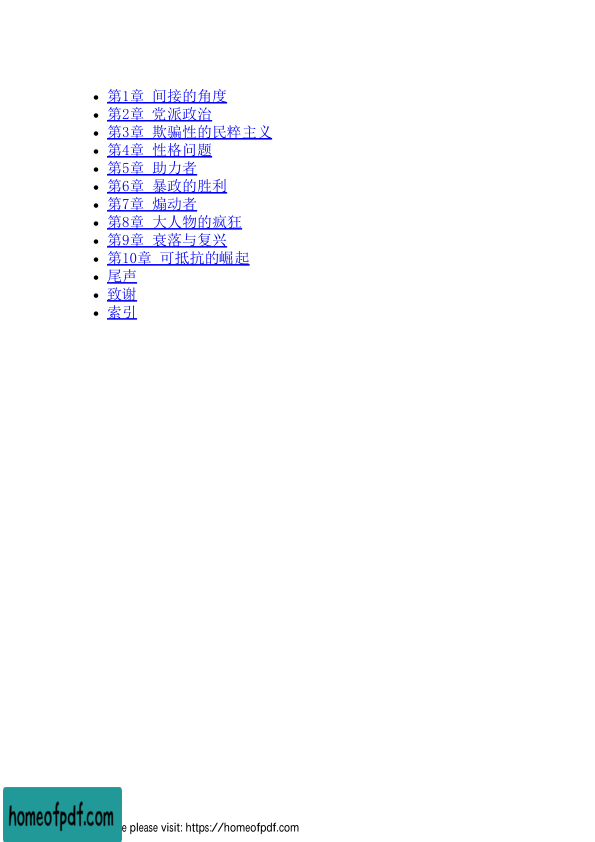 第1章 间接的角度
第2章 党派政治
第3章 欺骗性的民粹主义
第4章 性格问题
第5章 助力者
第6章 暴政的胜利
第7章 煽动者
第8章 大人物的疯狂
第9章 衰落与复兴
第10章 可抵抗的崛起
尾声
致谢
索引
homeofpdf.com
e please visit: https://homeofpdf.com